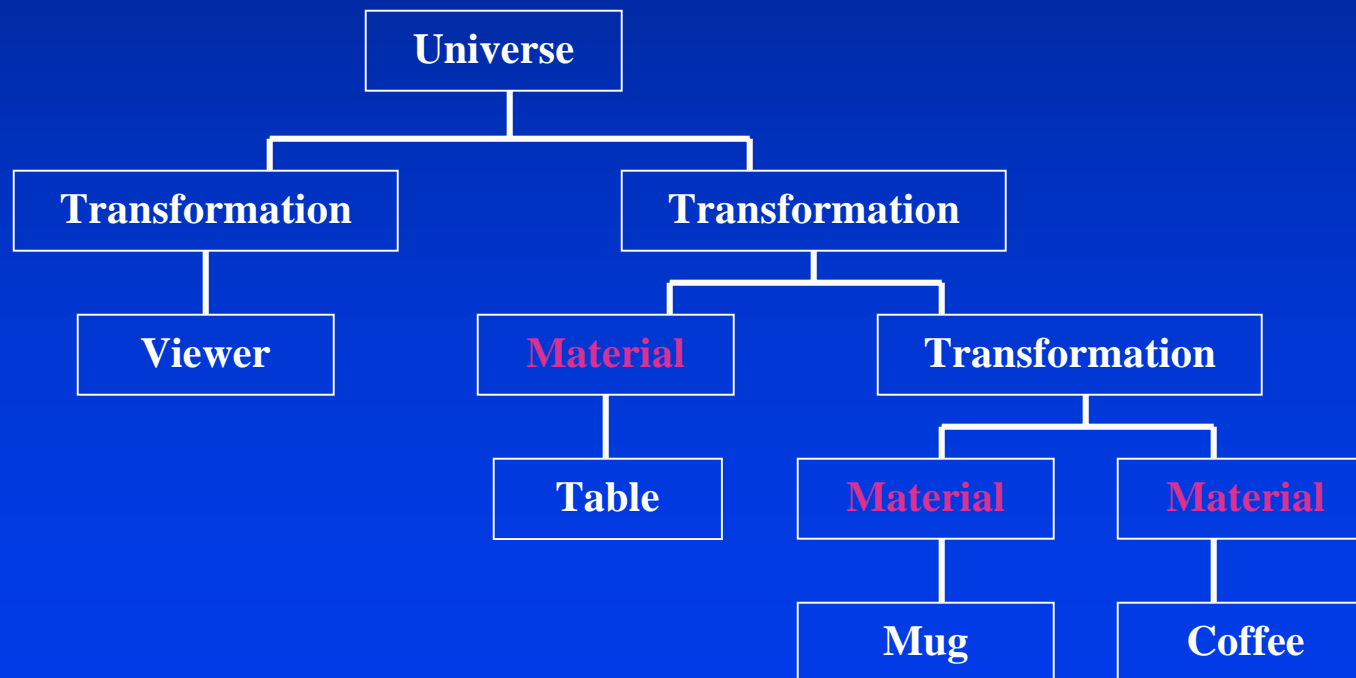 Universe
Transformation
Transformation
Viewer
Material
Transformation
Table
Material
Material
Mug
Coffee